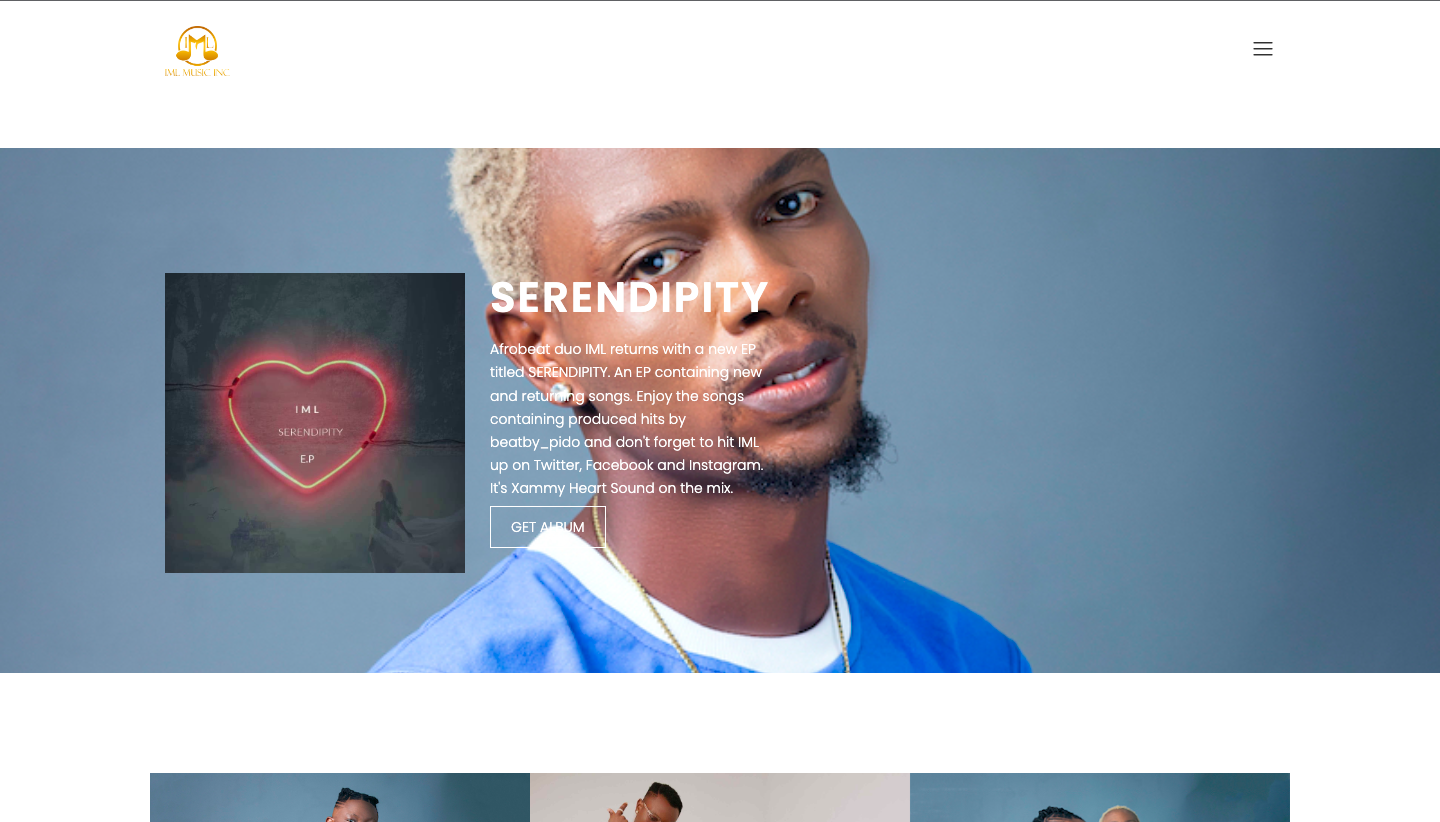 IML
IML MUSIC INC
IML
SERENDIPITY
E.P
SERENDIPITY
Afrobeat duo IML returns with a new EP
titled SERENDIPITY. An EP containing new
and returning songs. Enjoy the songs
containing produced hits by
beatby_pido and don't forget to hit IML
up on Twitter, Facebook and Instagram.
It's Xammy Heart Sound on the mix.
GET ALBUM